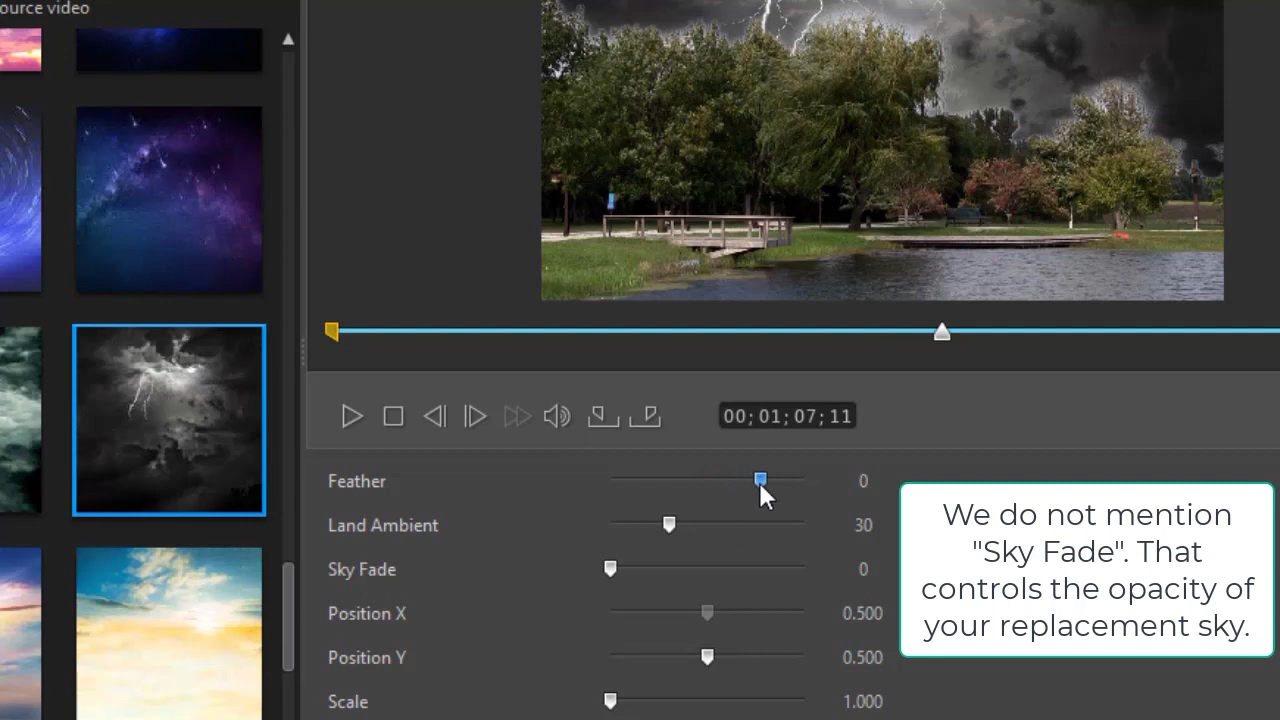 ource video
00; 01; 07; 11
Feather 0
Land Ambient 30
Sky Fade 0
Position X 0.500
Position Y 0.500
Scale 1.000
We do not mention
"Sky Fade". That
controls the opacity of
your replacement sky.